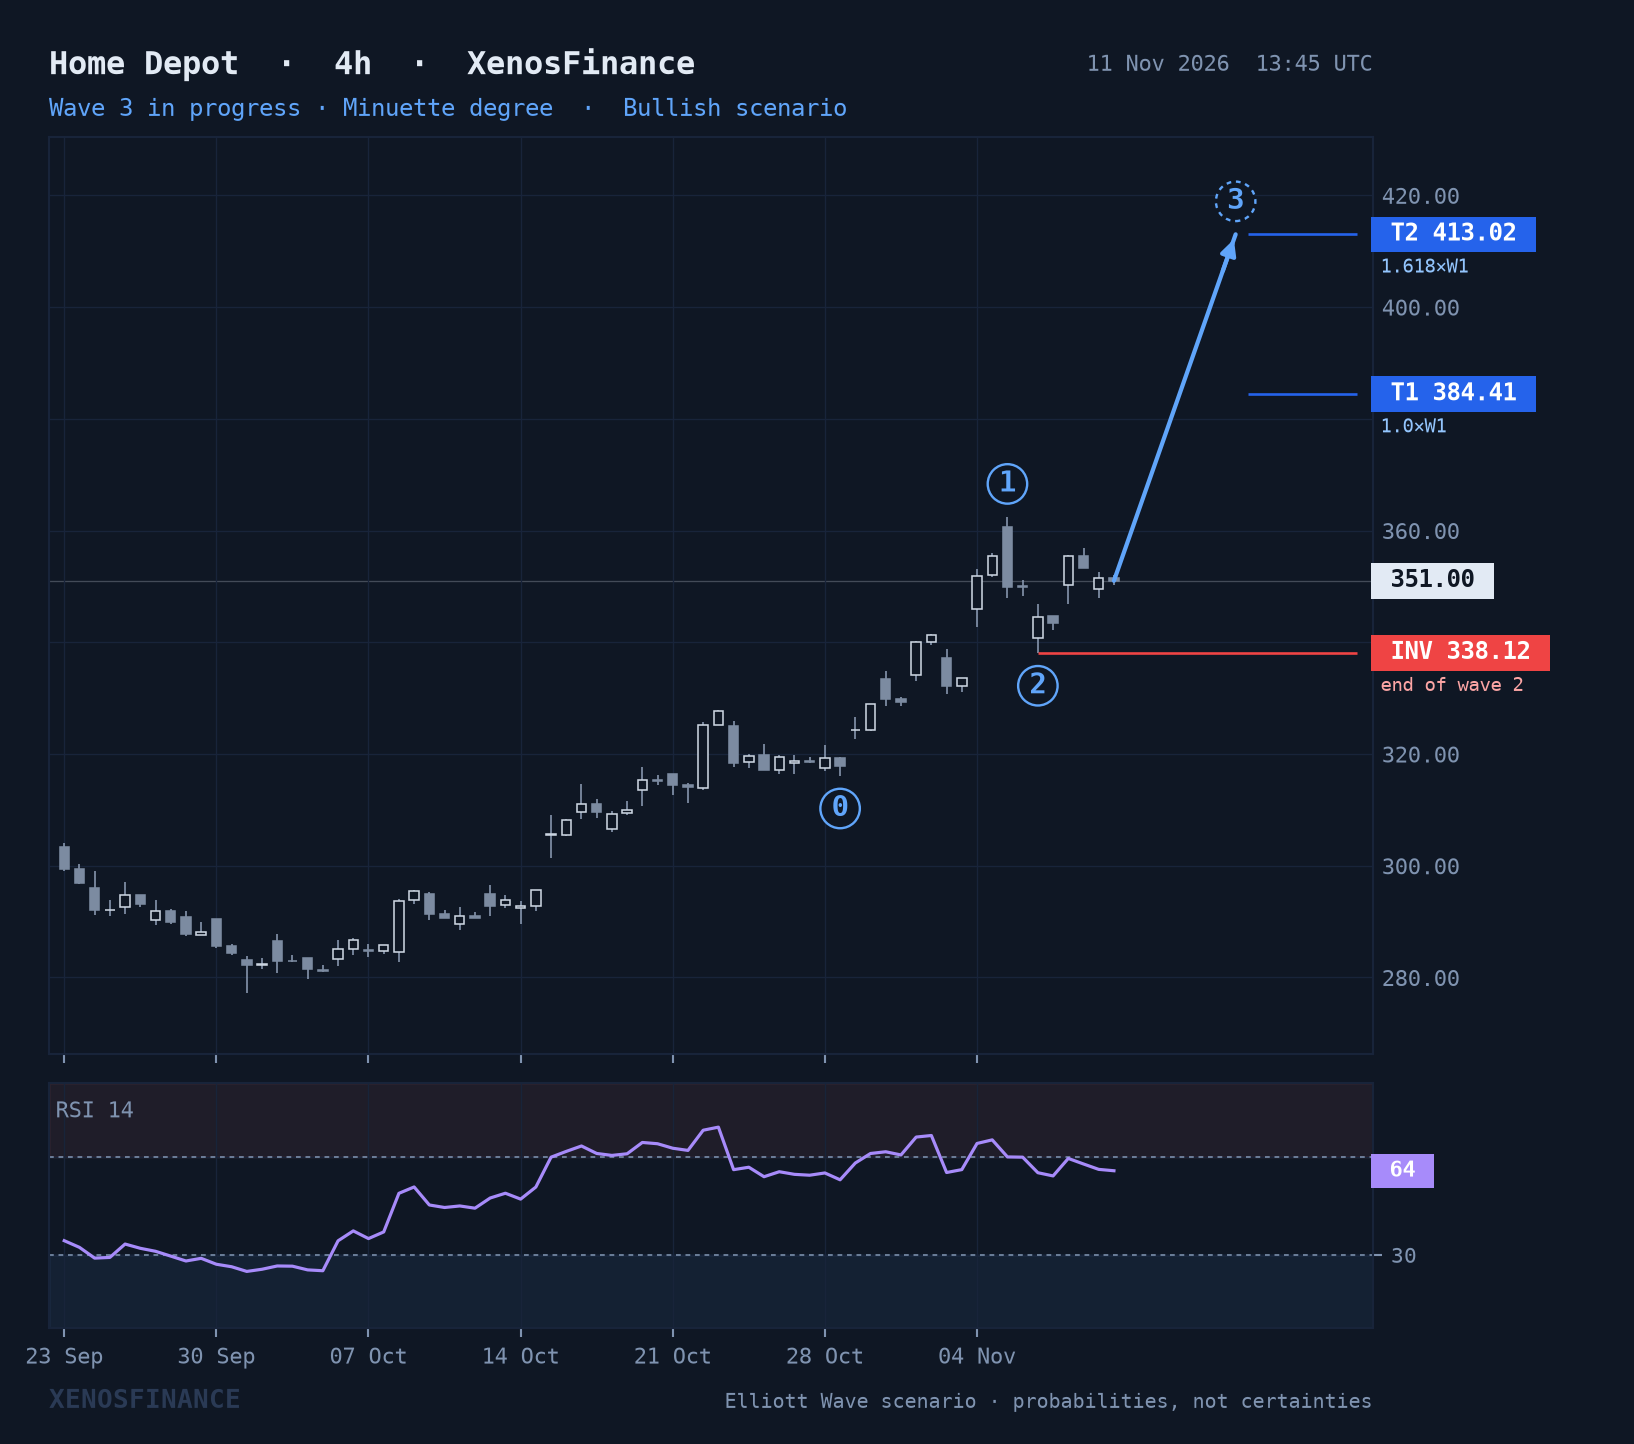 Home Depot · 4h · XenosFinance
11 Nov 2026 13:45 UTC
Wave 3 in progress · Minuette degree · Bullish scenario
3
420.00
T2 413.02
1.618×W1
400.00
T1 384.41
1.0×W1
1
360.00
351.00
INV 338.12
end of wave 2
2
320.00
0
300.00
280.00
RSI 14
64
30
23 Sep
30 Sep
07 Oct
14 Oct
21 Oct
28 Oct
04 Nov
XENOSFINANCE
Elliott Wave scenario · probabilities, not certainties